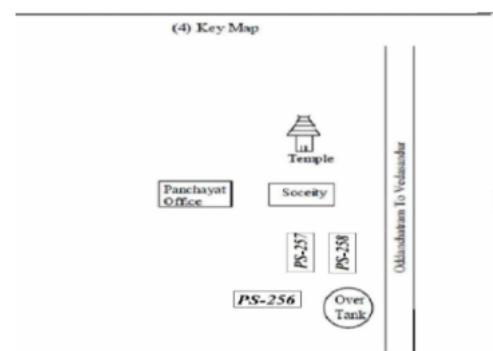 (4) Key Map
Temple
Panchayat
Office
Soceity
PS-257
PS-258
Oddanchatram To Vedasandur
PS-256
Over
Tank